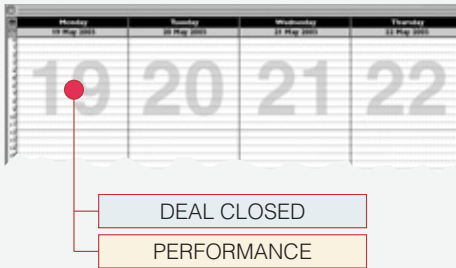 Monday Tuesday Wednesday Thursday
19 May 2003 20 May 2003 21 May 2003 22 May 2003
19 20 21 22
DEAL CLOSED
PERFORMANCE